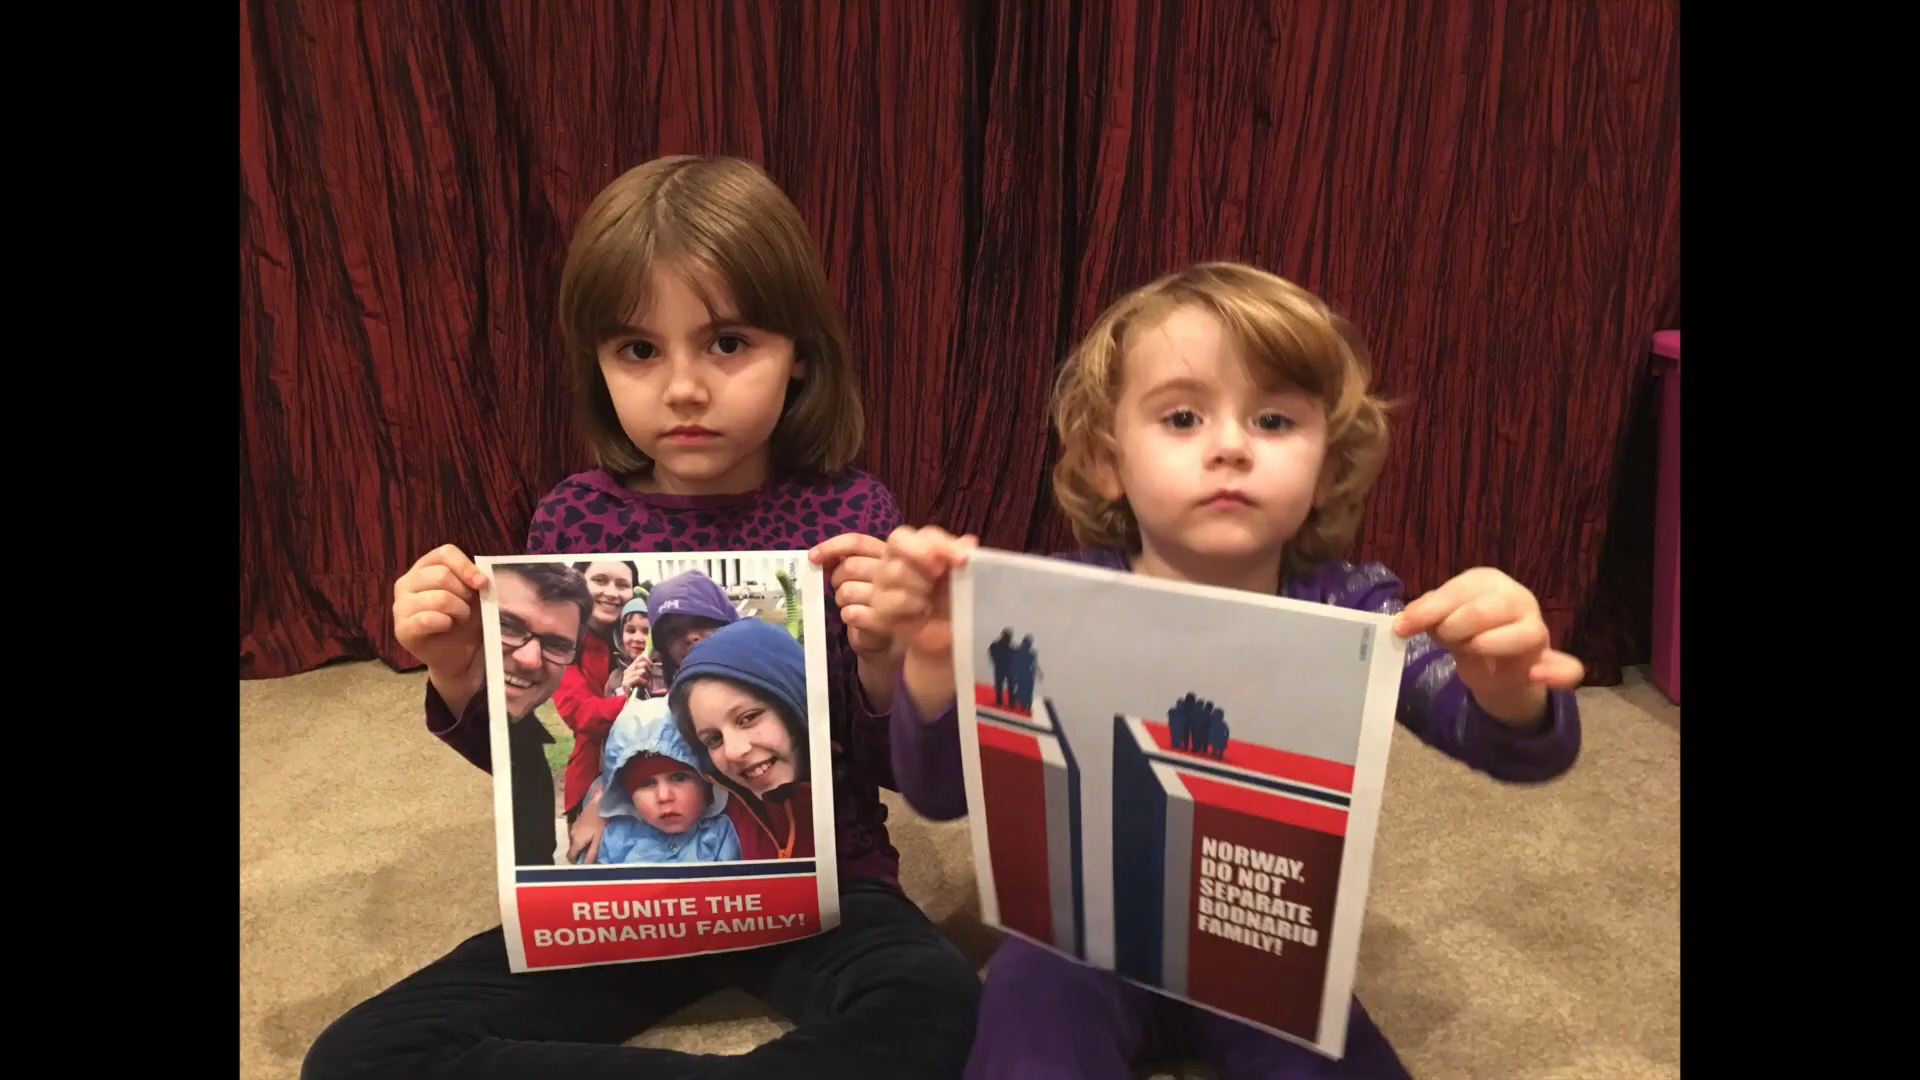 REUNITE THE
BODNARIU FAMILY!
NORWAY,
DO NOT
SEPARATE
BODNARIU
FAMILY!